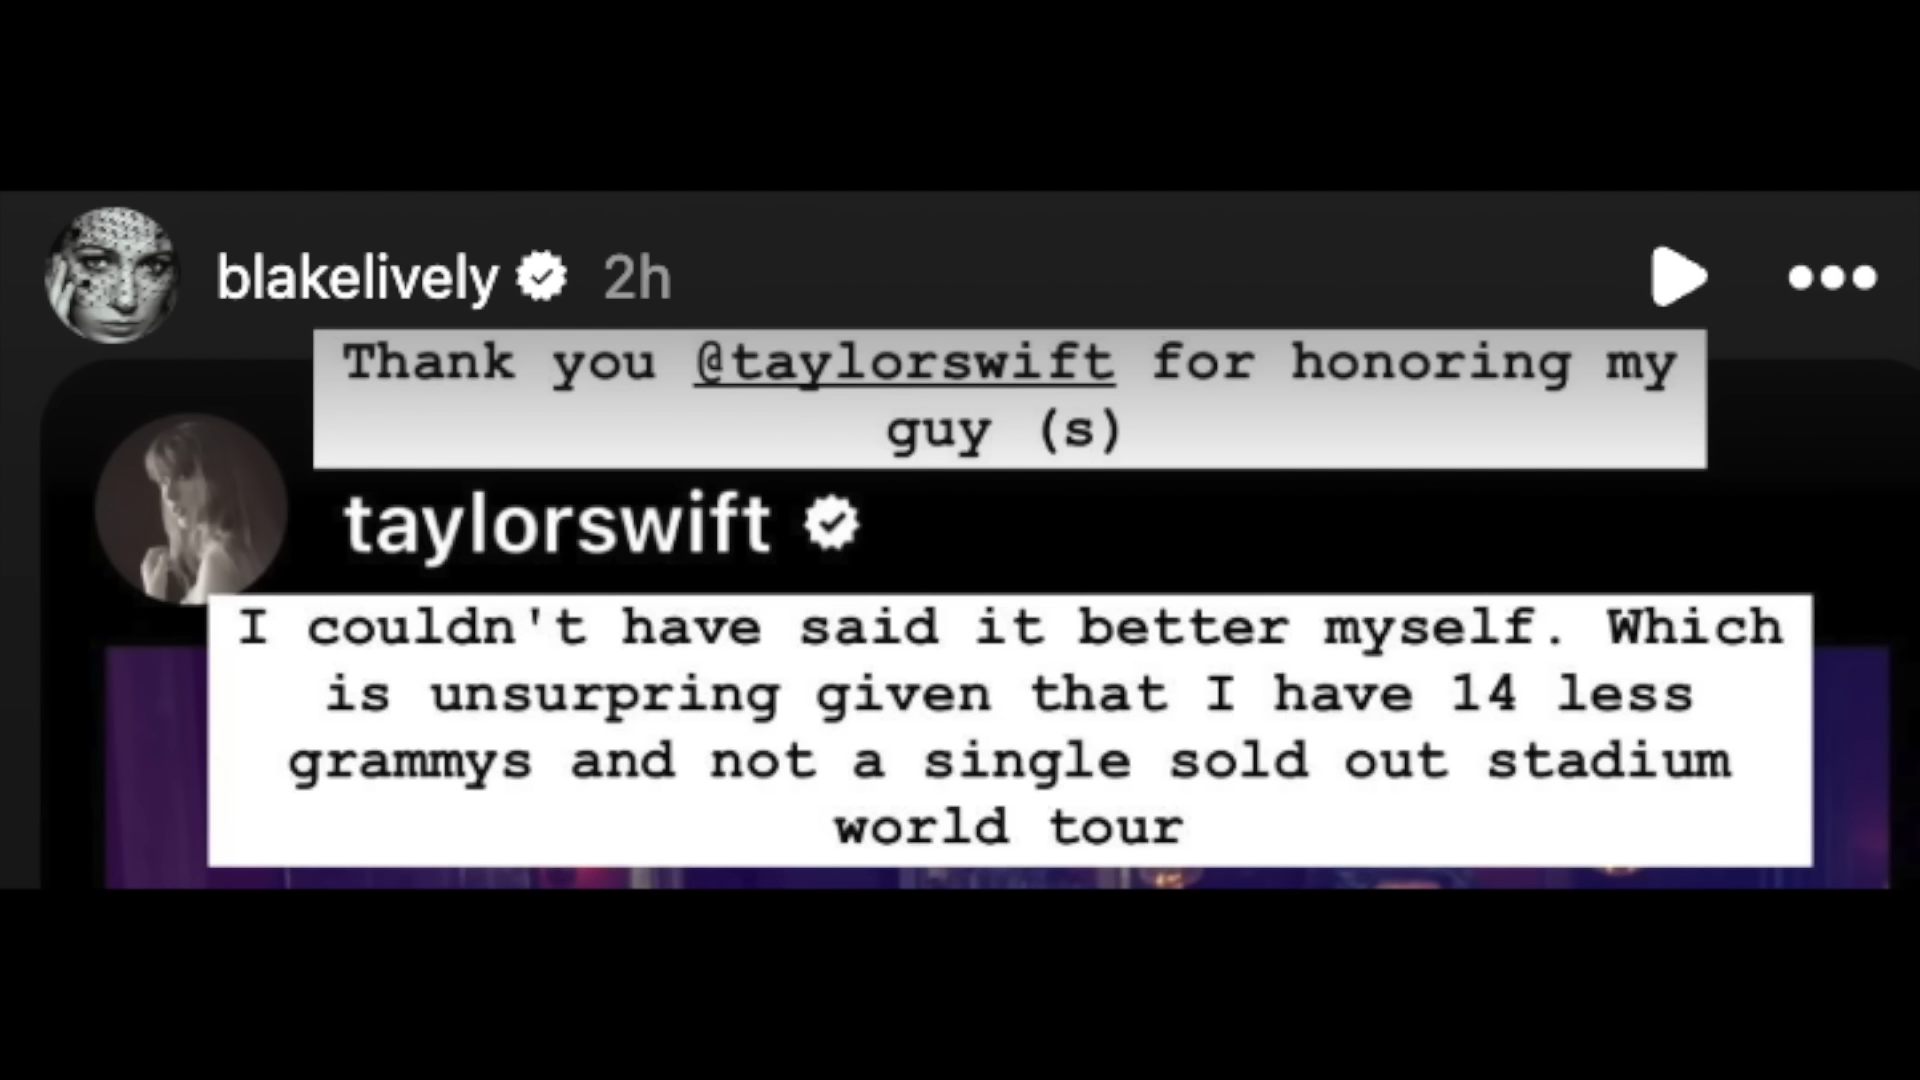 blakelively 2h
Thank you @taylorswift for honoring my
guy (s)
taylorswift
I couldn't have said it better myself. Which
is unsurpring given that I have 14 less
grammys and not a single sold out stadium
world tour